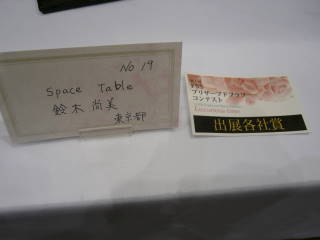 No 19
Space Table
鈴木 尚美
東京都
プリザーブドフラワー
コンテスト
出展各社賞